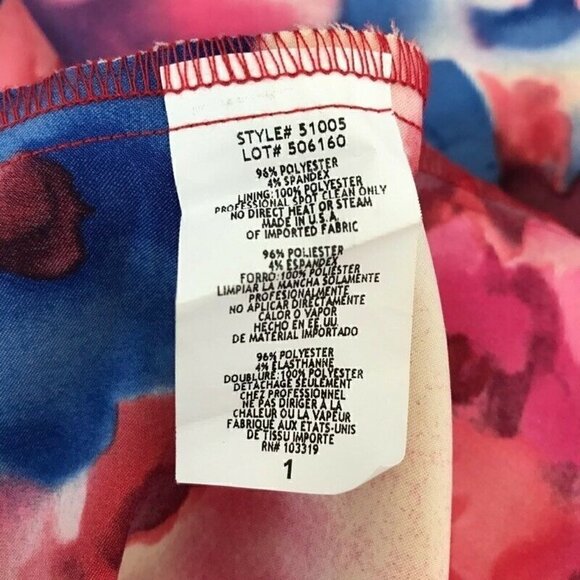 STYLE# 51005
LOT# 506160
96% POLYESTER
4% SPANDEX
LINING: 100% POLYESTER
PROFESSIONAL SPOT CLEAN ONLY
NO DIRECT HEAT OR STEAM
MADE IN U.S.A.
OF IMPORTED FABRIC
96% POLIESTER
4% ESPANDEX
FORRO: 100% POLIESTER
LIMPIAR LA MANCHA SOLAMENTE
PROFESIONALMENTE
NO APLICAR DIRECTAMENTE
CALOR O VAPOR
HECHO EN EE.UU
DE MATERIAL IMPORTADO
96% POLYESTER
4% ELASTHANNE
DOUBLURE: 100% POLYESTER
DETACHAGE SEULEMENT
CHEZ PROFESSIONNEL
NE PAS DIRIGER À LA
CHALEUR OU LA VAPEUR
FABRIQUÉ AUX ÉTATS-UNIS
DE TISSU IMPORTE
RN# 103319
1